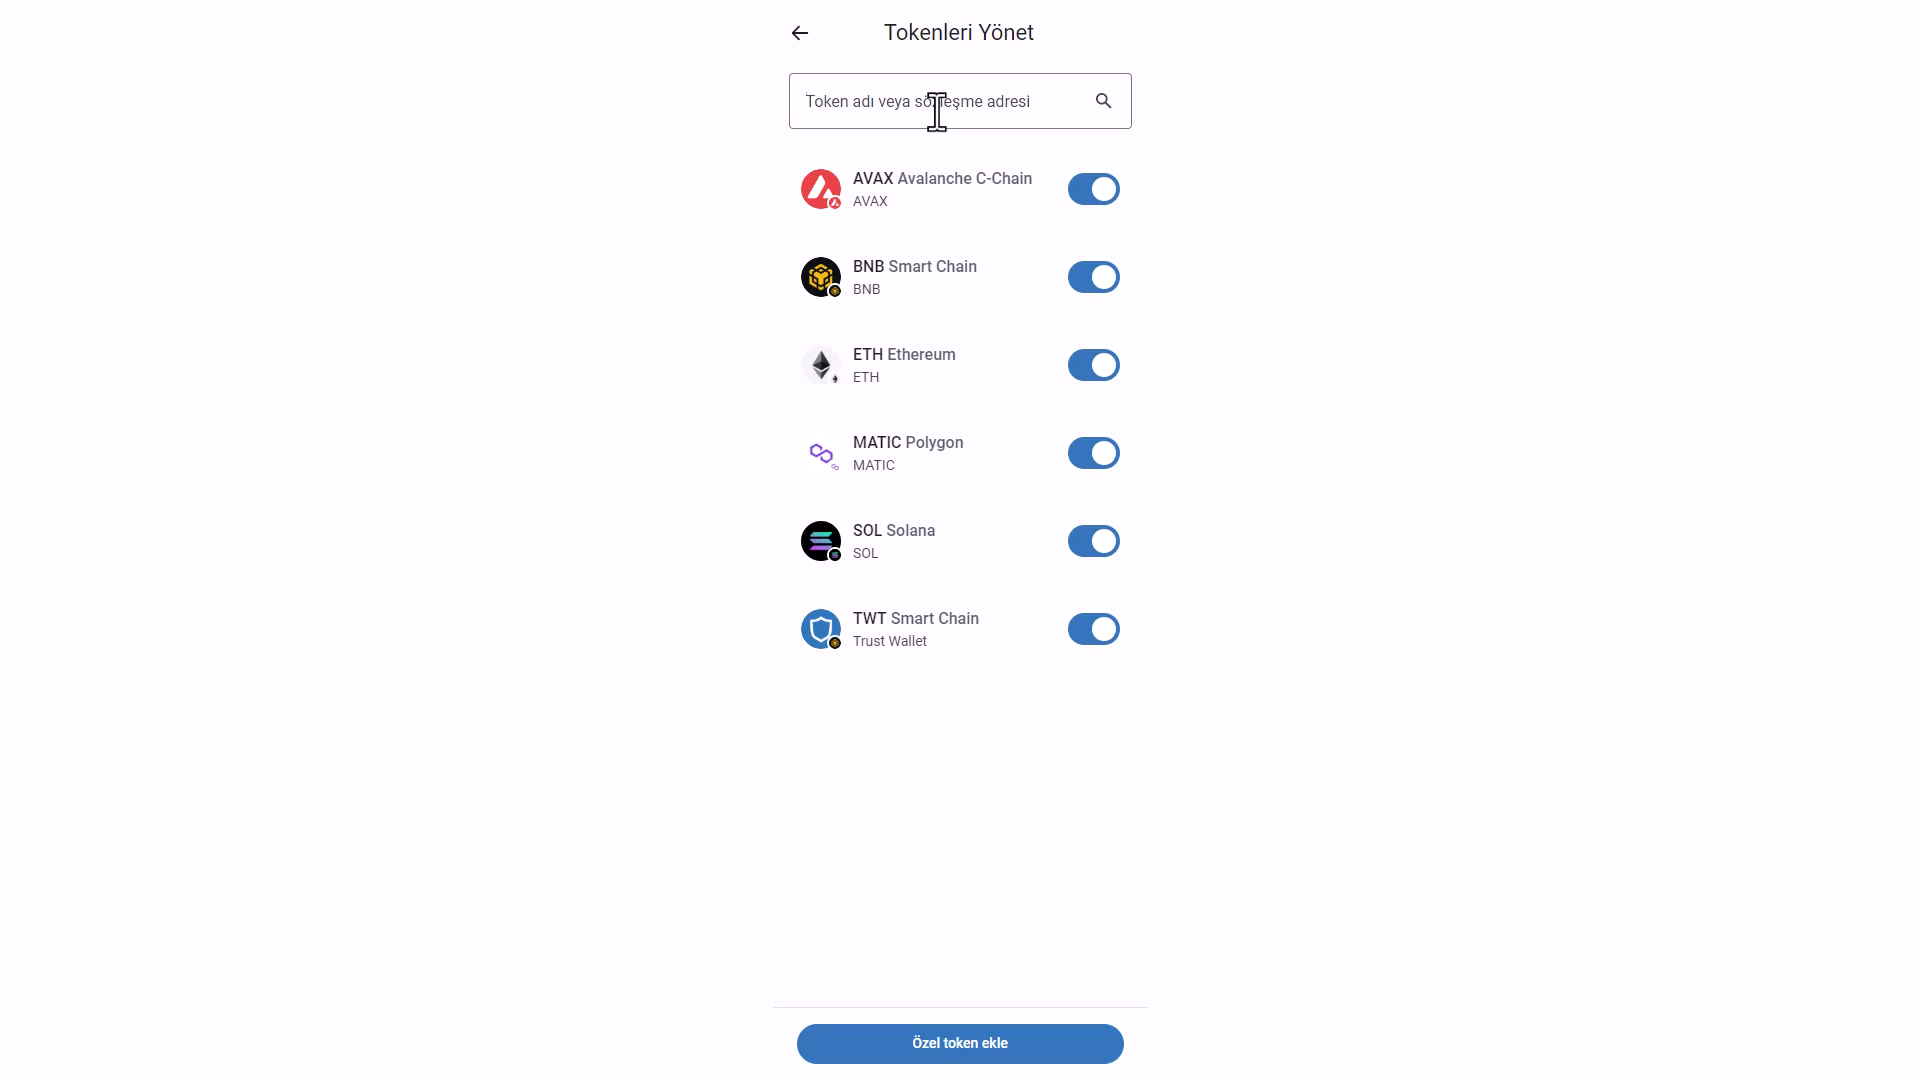 Tokenleri Yönet
Token adı veya sözleşme adresi
AVAX Avalanche C-Chain
AVAX
BNB Smart Chain
BNB
ETH Ethereum
ETH
MATIC Polygon
MATIC
SOL Solana
SOL
TWT Smart Chain
Trust Wallet
Özel token ekle